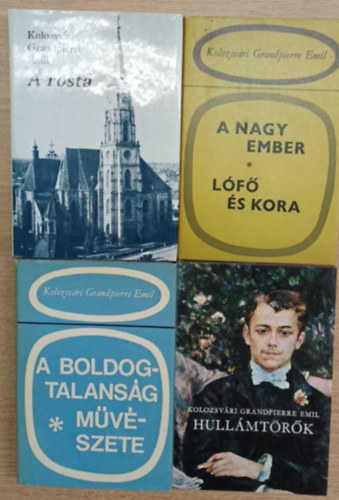 Kolozsvári
Grandpierre
Emil
A rosta
Kolozsvári Grandpierre Emil
A NAGY
EMBER
*
LÓFŐ
ÉS KORA
Kolozsvári Grandpierre Emil
A BOLDOG-
TALANSÁG
* MŰVÉ-
SZETE
KOLOZSVÁRI GRANDPIERRE EMIL
HULLÁMTÖRŐK